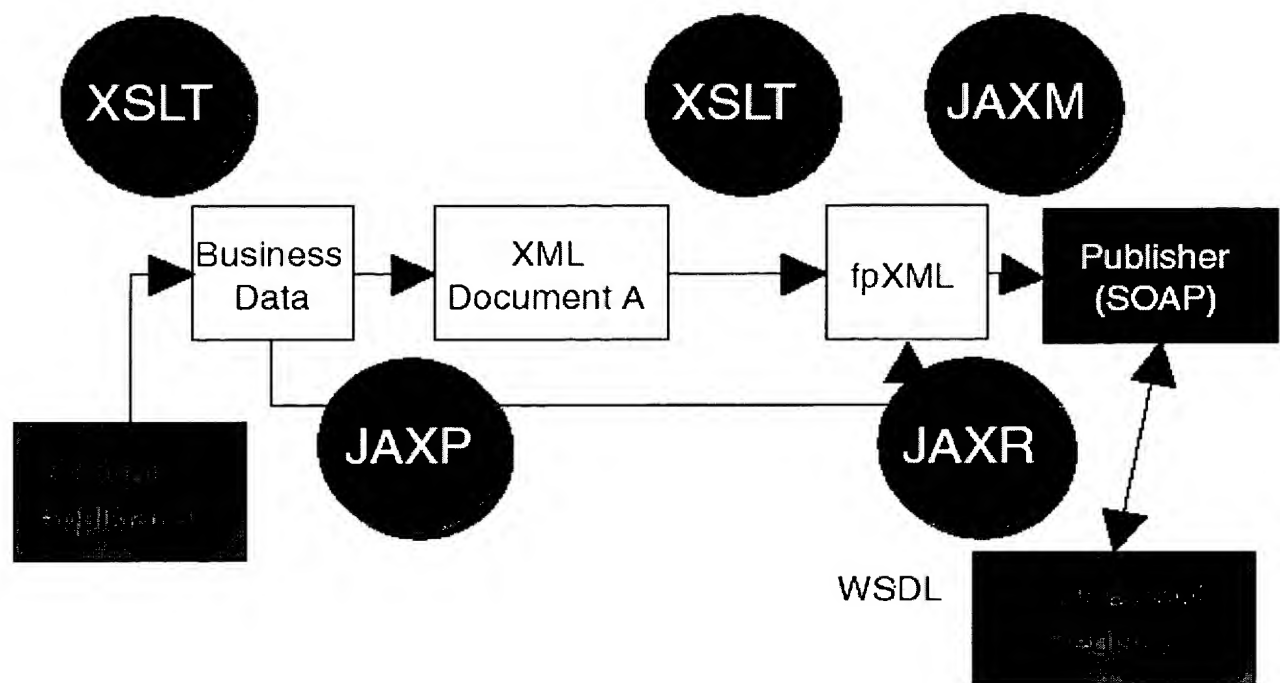 XSLT
XSLT
JAXM
Business
Data
XML
Document A
fpXML
Publisher
(SOAP)
JAXP
JAXR
WSDL